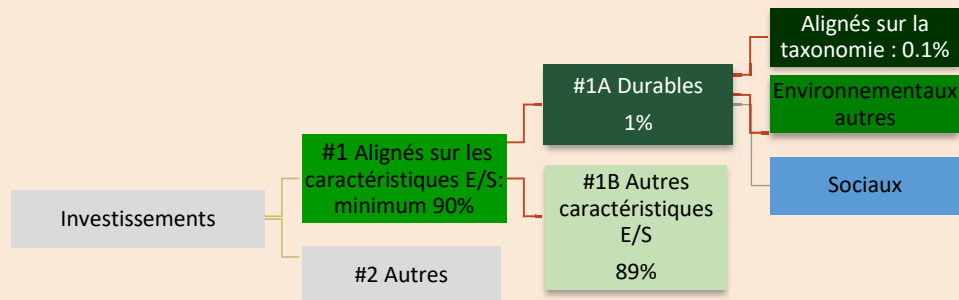 Investissements
#1 Alignés sur les
caractéristiques E/S:
minimum 90%
#2 Autres
#1A Durables
1%
#1B Autres
caractéristiques
E/S
89%
Alignés sur la
taxonomie : 0.1%
Environnementaux
autres
Sociaux